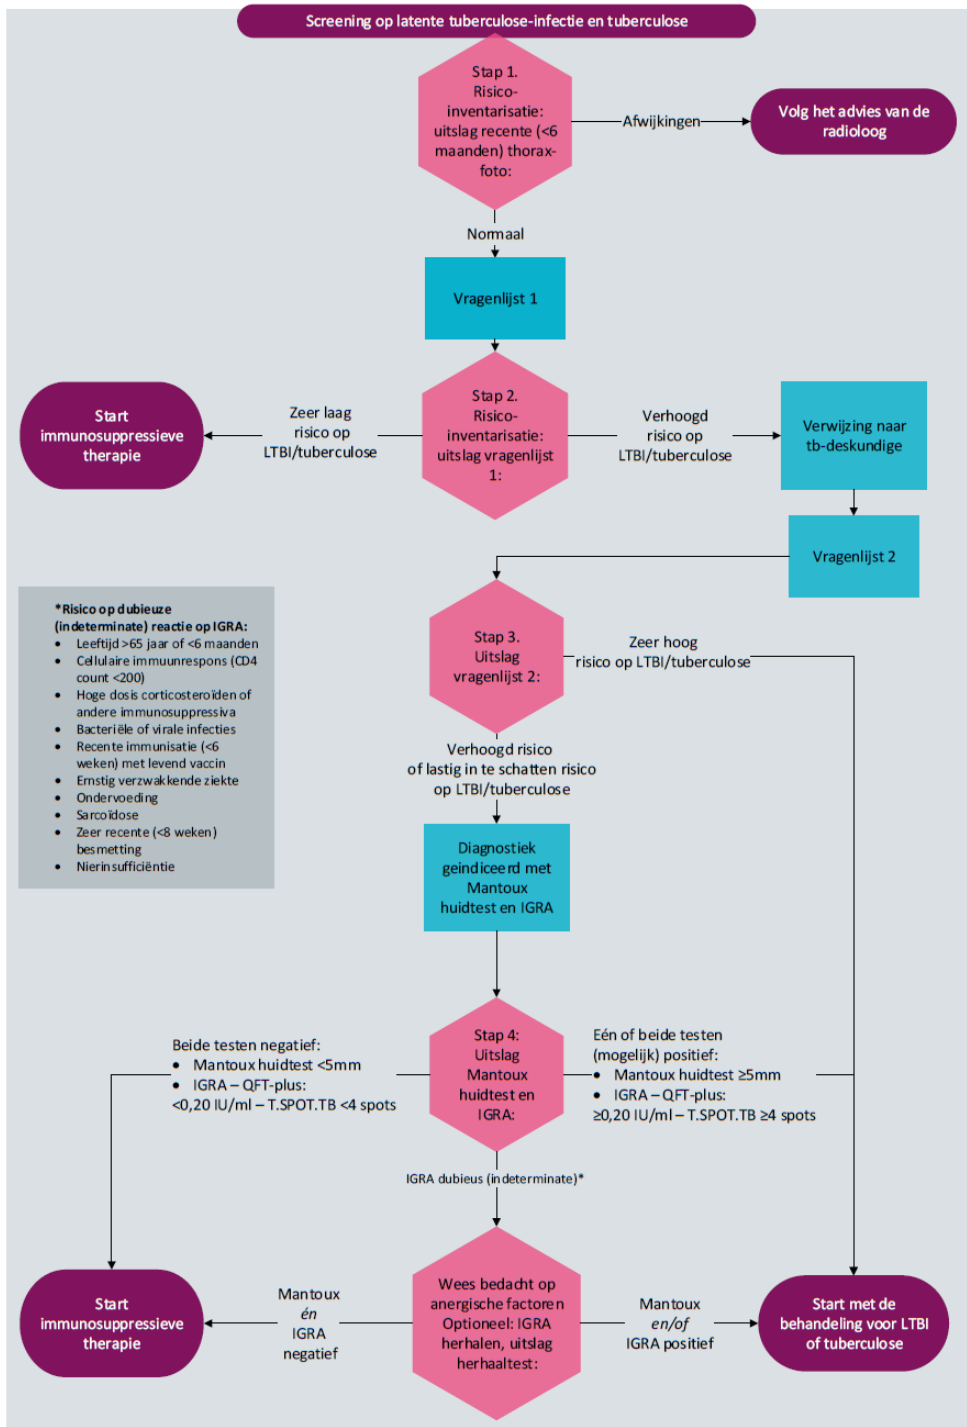 Screening op latente tuberculose-infectie en tuberculose
Stap 1.
Risico-
inventarisatie:
uitslag recente (<6
maanden) thorax-
foto:
Afwijkingen
Volg het advies van de
radioloog
Normaal
Vragenlijst 1
Start
immunosuppressieve
therapie
Zeer laag
risico op
LTBI/tuberculose
Stap 2.
Risico-
inventarisatie:
uitslag vragenlijst
1:
Verhoogd
risico op
LTBI/tuberculose
Verwijzing naar
tb-deskundige
Vragenlijst 2
*Risico op dubieuze
(indeterminate) reactie op IGRA:
• Leeftijd >65 jaar of <6 maanden
• Cellulaire immuunrespons (CD4
count <200)
• Hoge dosis corticosteroïden of
andere immunosuppressiva
• Bacteriële of virale infecties
• Recente immunisatie (<6
weken) met levend vaccin
• Ernstig verzwakkende ziekte
• Ondervoeding
• Sarcoïdose
• Zeer recente (<8 weken)
besmetting
• Nierinsufficiëntie
Stap 3.
Uitslag
vragenlijst 2:
Zeer hoog
risico op LTBI/tuberculose
Verhoogd risico
of lastig in te schatten risico
op LTBI/tuberculose
Diagnostiek
geindiceerd met
Mantoux
huidtest en IGRA
Beide testen negatief:
• Mantoux huidtest <5mm
• IGRA – QFT-plus:
<0,20 IU/ml – T.SPOT.TB <4 spots
Stap 4:
Uitslag
Mantoux
huidtest en
IGRA:
Eén of beide testen
(mogelijk) positief:
• Mantoux huidtest ≥5mm
• IGRA – QFT-plus:
≥0,20 IU/ml – T.SPOT.TB ≥4 spots
IGRA dubieus (indeterminate)*
Start
immunosuppressieve
therapie
Mantoux
én
IGRA
negatief
Wees bedacht op
anergische factoren
Optioneel: IGRA
herhalen, uitslag
herhaaltest:
Mantoux
en/of
IGRA positief
Start met de
behandeling voor LTBI
of tuberculose